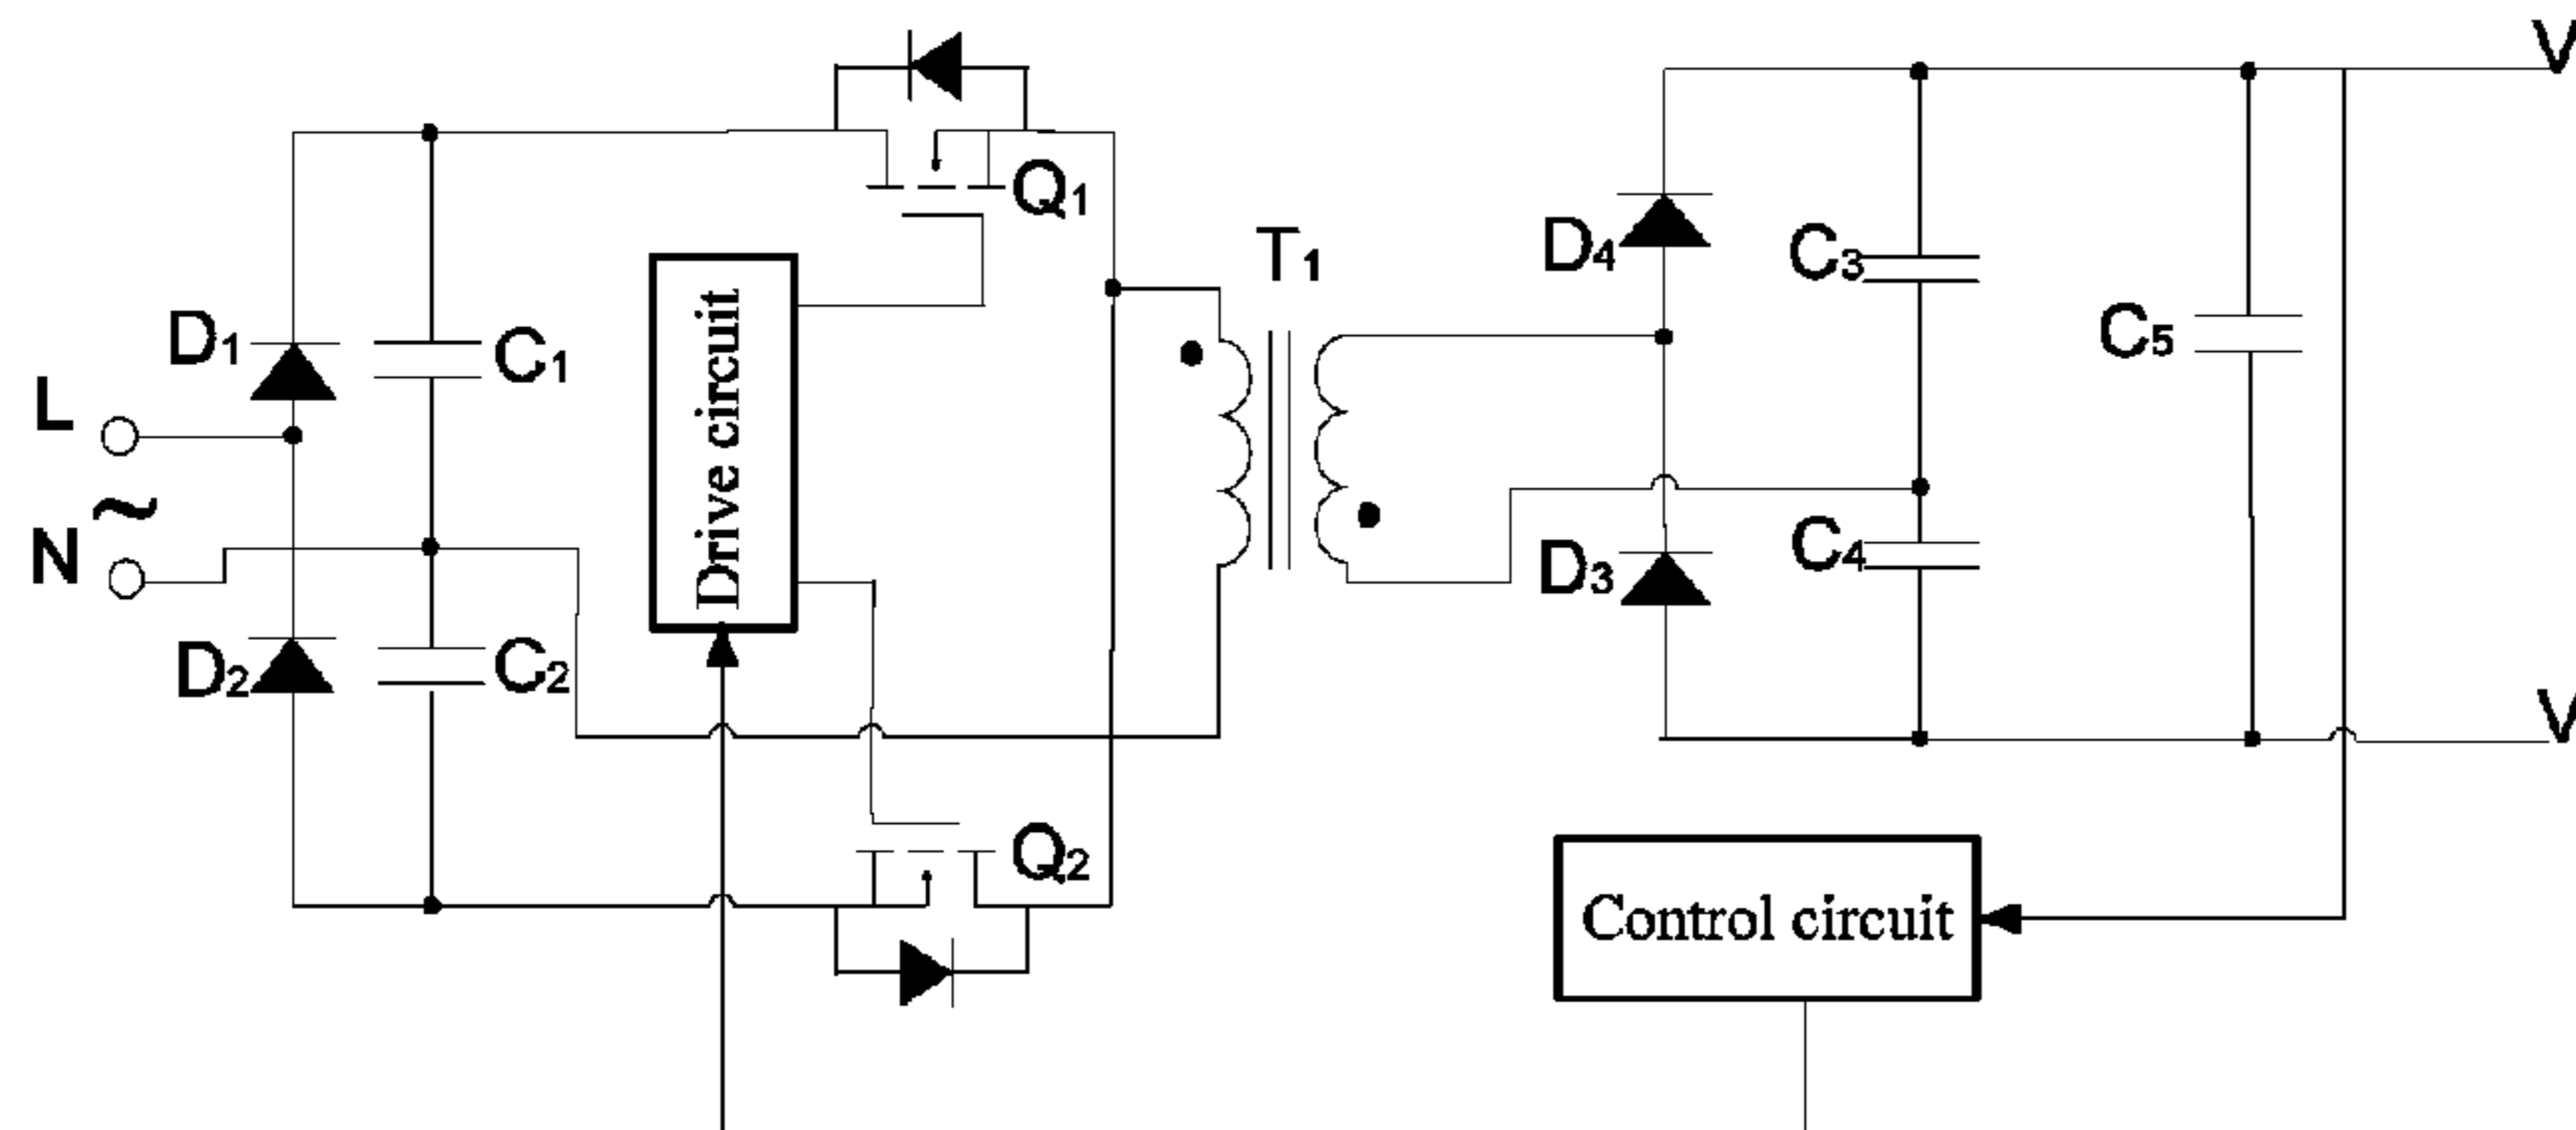 V
Q1
T1
D4
C3
D1
C1
C5
L
Drive circuit
~
N
C4
D3
D2
C2
V
Q2
Control circuit